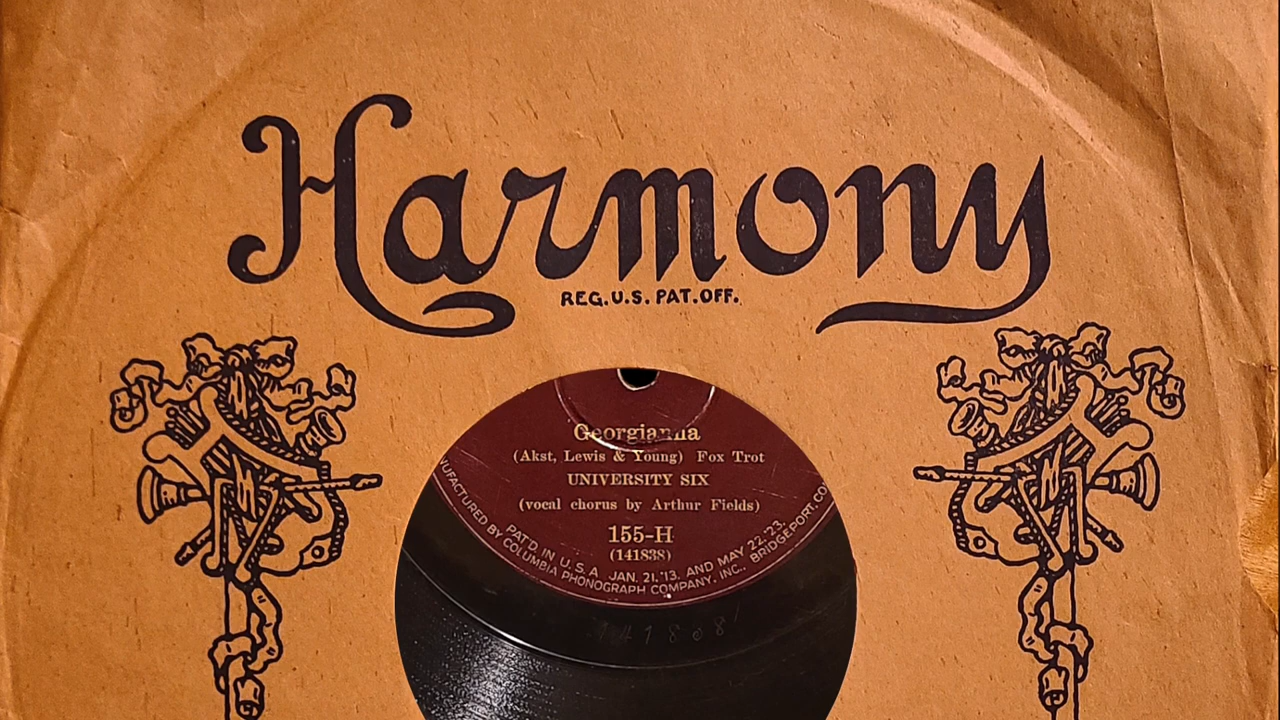 Harmony
REG. U.S. PAT. OFF.
Georgianna
(Akst, Lewis & Young) Fox Trot
UNIVERSITY SIX
(vocal chorus by Arthur Fields)
155-H
(141838)
PAT'D. IN U.S.A. JAN. 21, '13. AND MAY 22, '23.
UFACTURED BY COLUMBIA PHONOGRAPH COMPANY, INC., BRIDGEPORT, CO